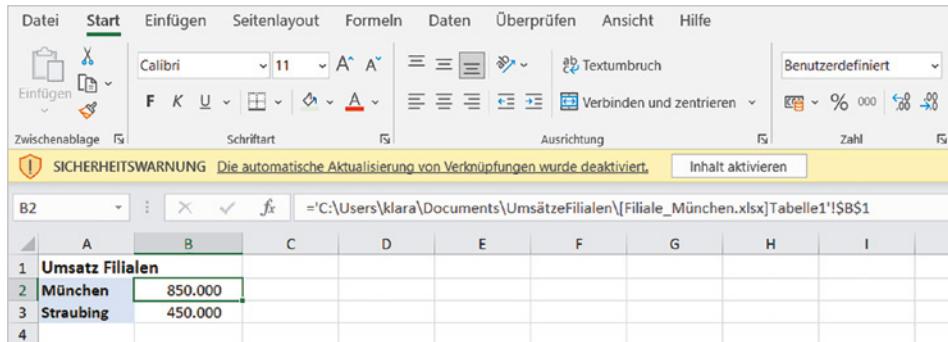 Datei Start Einfügen Seitenlayout Formeln Daten Überprüfen Ansicht Hilfe
Einfügen
Calibri 11 A^ Aˇ
ab Textumbruch
Benutzerdefiniert
F K U A
Verbinden und zentrieren
% 000
Zwischenablage Schriftart Ausrichtung Zahl
SICHERHEITSWARNUNG Die automatische Aktualisierung von Verknüpfungen wurde deaktiviert. Inhalt aktivieren
B2 fx ='C:\Users\klara\Documents\UmsätzeFilialen\[Filiale_München.xlsx]Tabelle1'!$B$1
A B C D E F G H I
1 Umsatz Filialen
2 München 850.000
3 Straubing 450.000
4